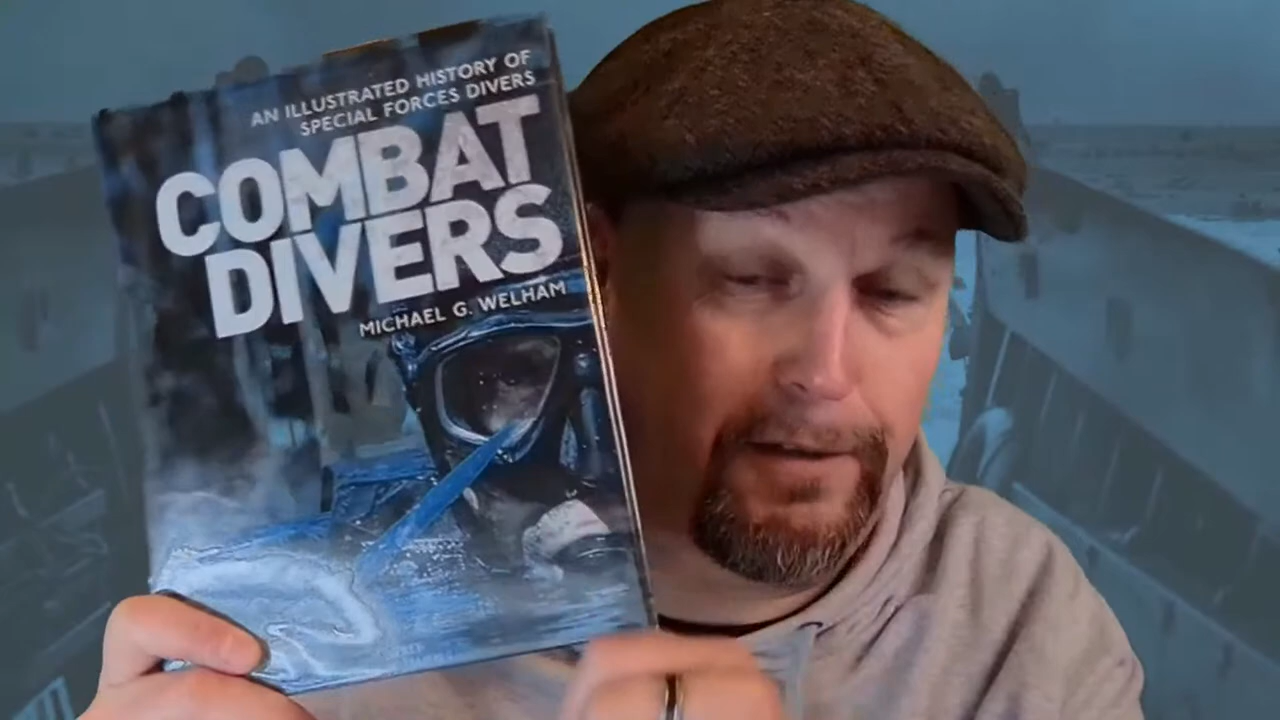 AN ILLUSTRATED HISTORY OF
SPECIAL FORCES DIVERS
COMBAT
DIVERS
MICHAEL G. WELHAM